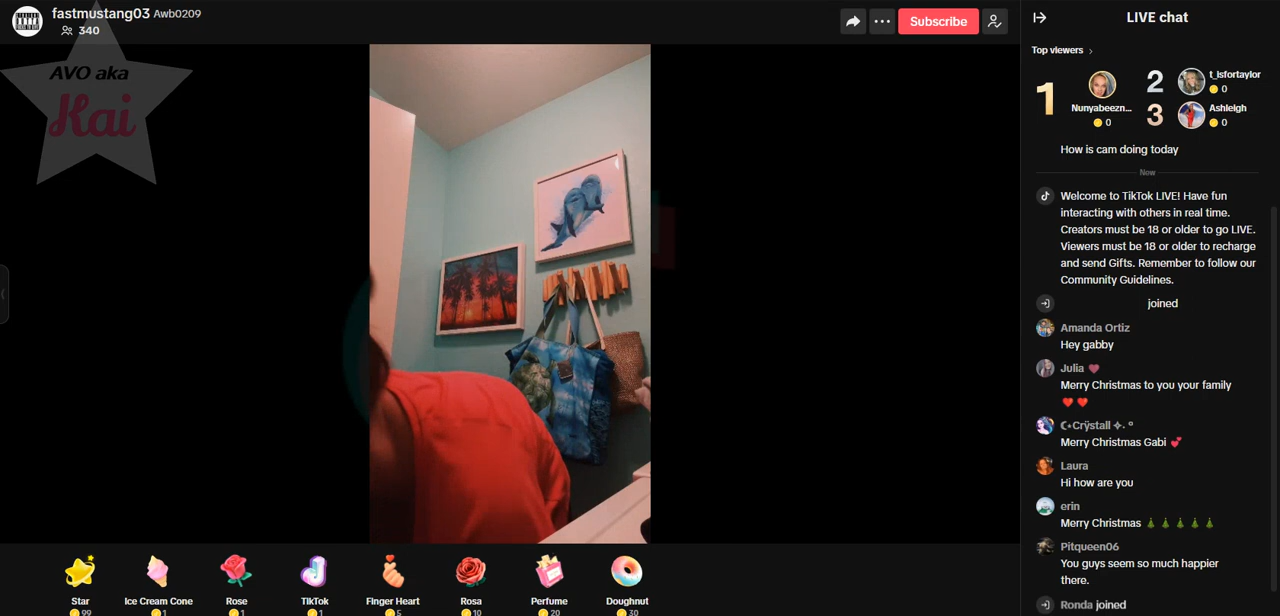 fastmustang03 Awb0209
340
Subscribe
AVO aka
Kai
LIVE chat
Top viewers
1
Nunyabeezn...
0
2
t_isfortaylor
0
3
Ashleigh
0
How is cam doing today
Now
Welcome to TikTok LIVE! Have fun
interacting with others in real time.
Creators must be 18 or older to go LIVE.
Viewers must be 18 or older to recharge
and send Gifts. Remember to follow our
Community Guidelines.
joined
Amanda Ortiz
Hey gabby
Julia
Merry Christmas to you your family
❤️ ❤️
☾⋆Crÿstall ✧. °
Merry Christmas Gabi 💕
Laura
Hi how are you
erin
Merry Christmas 🎄 🎄 🎄 🎄 🎄
Pitqueen06
You guys seem so much happier
there.
Ronda joined
Star
99
Ice Cream Cone
1
Rose
1
TikTok
1
Finger Heart
5
Rosa
10
Perfume
20
Doughnut
30